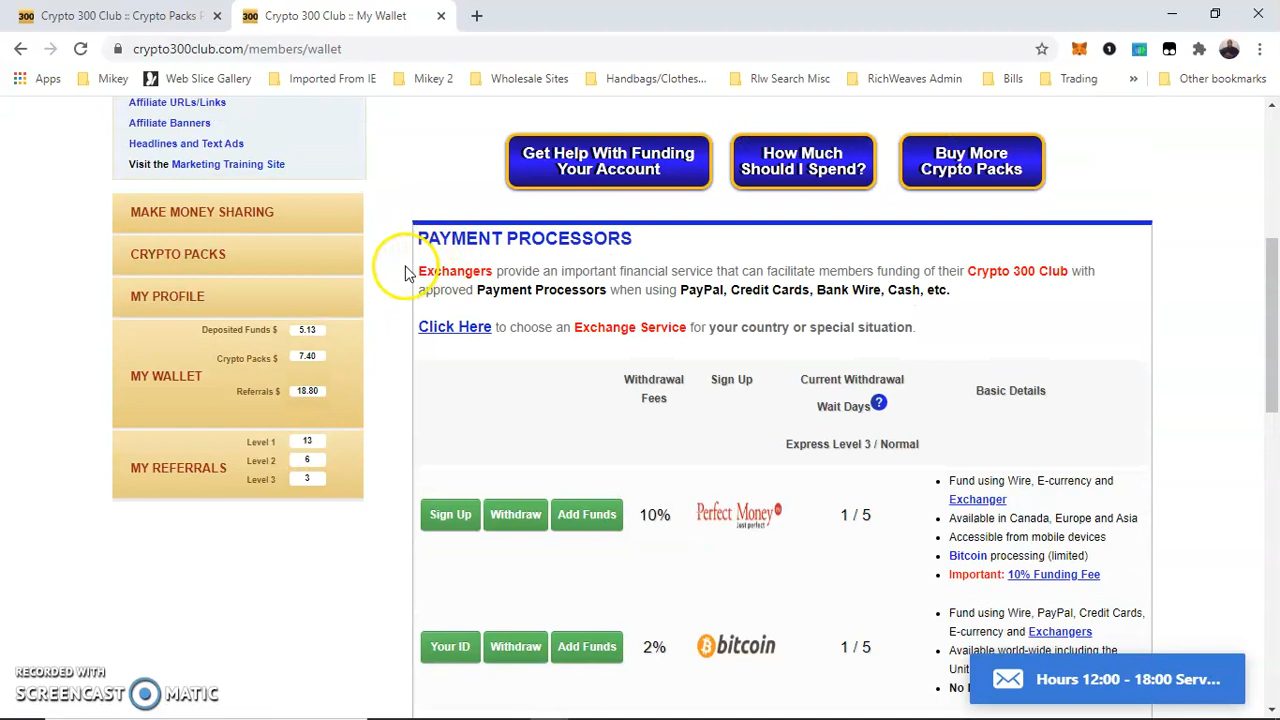 Crypto 300 Club :: Crypto Packs
Crypto 300 Club :: My Wallet
crypto300club.com/members/wallet
Apps
Mikey
Web Slice Gallery
Imported From IE
Mikey 2
Wholesale Sites
Handbags/Clothes...
Rlw Search Misc
RichWeaves Admin
Bills
Trading
Other bookmarks
Affiliate URLs/Links
Affiliate Banners
Headlines and Text Ads
Visit the Marketing Training Site
MAKE MONEY SHARING
CRYPTO PACKS
MY PROFILE
Deposited Funds $ 5.13
Crypto Packs $ 7.40
MY WALLET
Referrals $ 18.80
Level 1 13
MY REFERRALS Level 2 6
Level 3 3
Get Help With Funding
Your Account
How Much
Should I Spend?
Buy More
Crypto Packs
PAYMENT PROCESSORS
Exchangers provide an important financial service that can facilitate members funding of their Crypto 300 Club with
approved Payment Processors when using PayPal, Credit Cards, Bank Wire, Cash, etc.
Click Here to choose an Exchange Service for your country or special situation.
Withdrawal
Fees
Sign Up
Current Withdrawal
Wait Days ?
Express Level 3 / Normal
Basic Details
Sign Up Withdraw Add Funds 10% Perfect Money 1 / 5
Just perfect
Fund using Wire, E-currency and
Exchanger
Available in Canada, Europe and Asia
Accessible from mobile devices
Bitcoin processing (limited)
Important: 10% Funding Fee
Your ID Withdraw Add Funds 2% bitcoin 1 / 5
Fund using Wire, PayPal, Credit Cards,
E-currency and Exchangers
Available world-wide including the
Hours 12:00 - 18:00 Serv...
RECORDED WITH
SCREENCAST MATIC